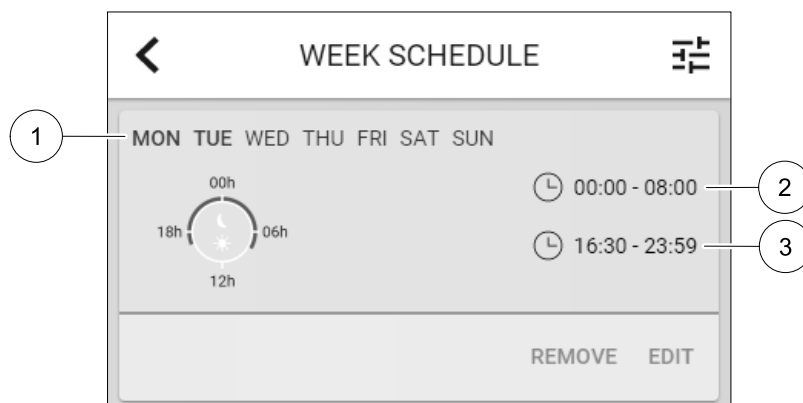 WEEK SCHEDULE
1
MON TUE WED THU FRI SAT SUN
00h
18h
06h
12h
00:00 - 08:00
2
16:30 - 23:59
3
REMOVE EDIT